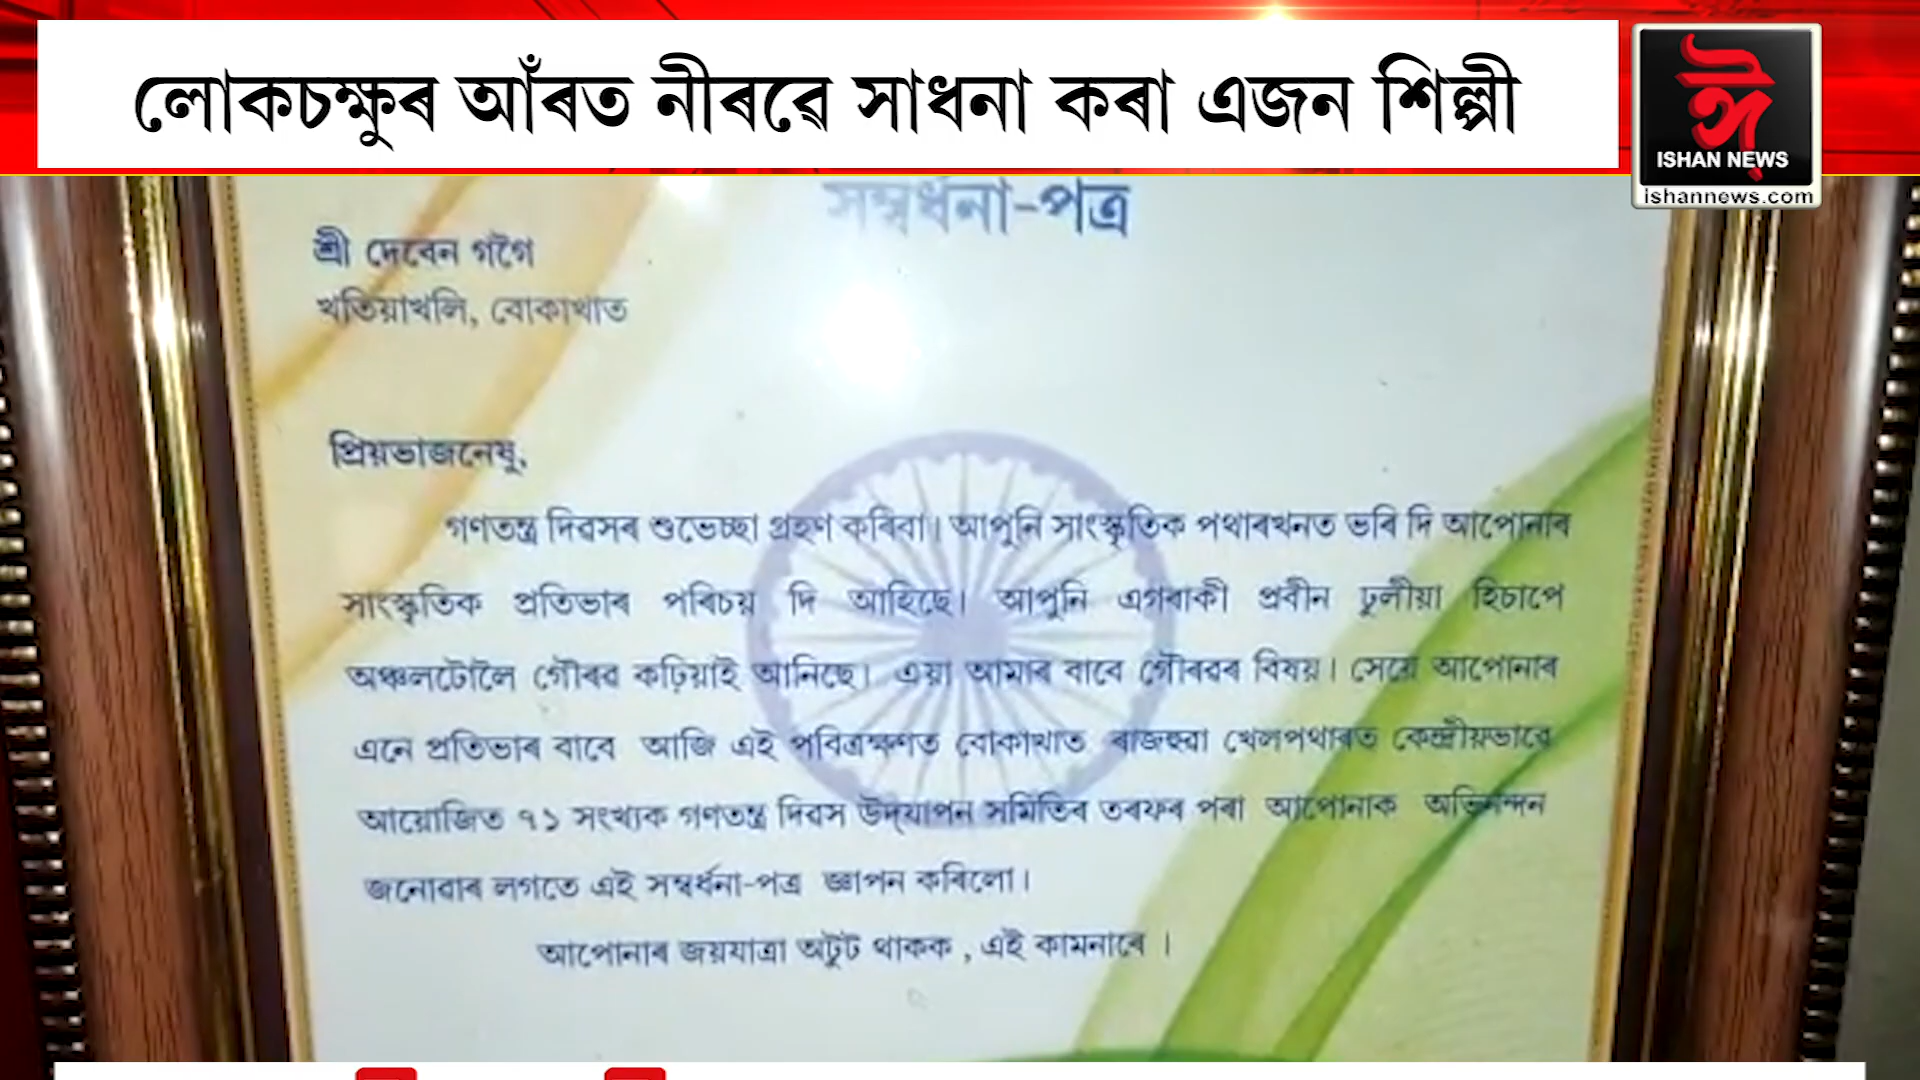 লোকচক্ষুৰ আঁৰত নীৰৱে সাধনা কৰা এজন শিল্পী
ঈ
ISHAN NEWS
ishannews.com
সম্বৰ্ধনা-পত্ৰ
শ্ৰী দেবেন গগৈ
খতিয়াখলি, বোকাখাত
প্ৰিয়ভাজনেষু,
গণতন্ত্ৰ দিৱসৰ শুভেচ্ছা গ্ৰহণ কৰিবা। আপুনি সাংস্কৃতিক পথাৰখনত ভৰি দি আপোনাৰ
সাংস্কৃতিক প্ৰতিভাৰ পৰিচয় দি আহিছে। আপুনি এগৰাকী প্ৰবীন ঢুলীয়া হিচাপে
অঞ্চলটোলৈ গৌৰৱ কঢ়িয়াই আনিছে। এয়া আমাৰ বাবে গৌৰৱৰ বিষয়। সেয়ে আপোনাৰ
এনে প্ৰতিভাৰ বাবে আজি এই পবিত্ৰক্ষণত বোকাখাত ৰাজহুৱা খেলপথাৰত কেন্দ্ৰীয়ভাবে
আয়োজিত ৭১ সংখ্যক গণতন্ত্ৰ দিৱস উদ্‌যাপন সমিতিৰ তৰফৰ পৰা আপোনাক অভিনন্দন
জনোৱাৰ লগতে এই সম্বৰ্ধনা-পত্ৰ জ্ঞাপন কৰিলো।
আপোনাৰ জয়যাত্ৰা অটুট থাকক , এই কামনাৰে ।